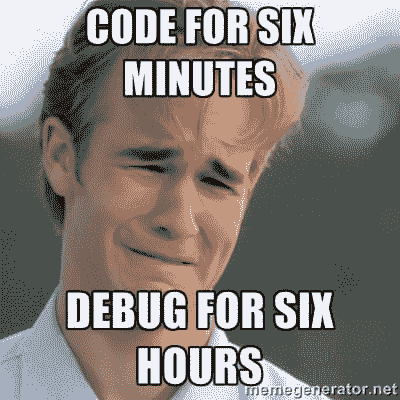 CODE FOR SIX
MINUTES
DEBUG FOR SIX
HOURS
memegenerator.net